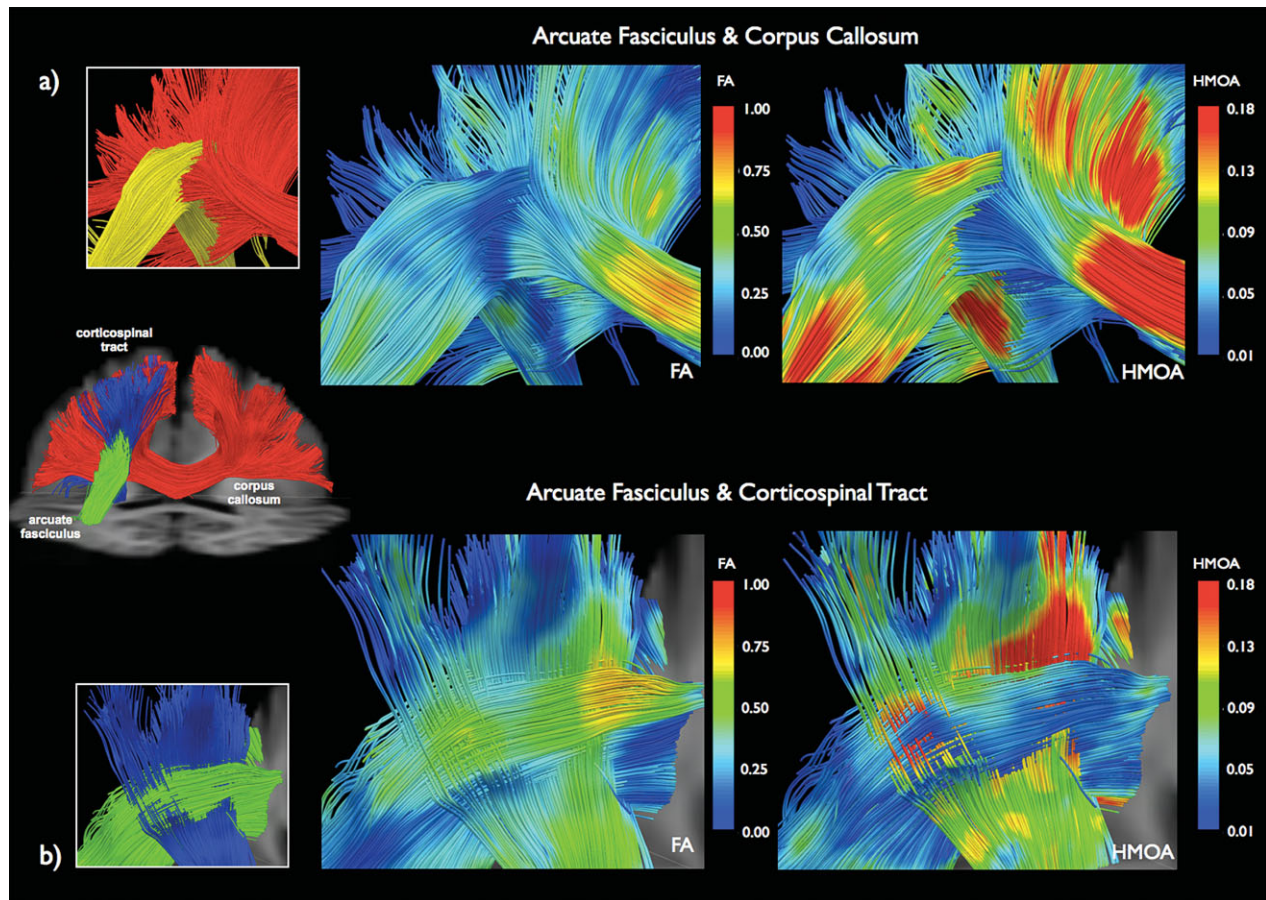 Arcuate Fasciculus & Corpus Callosum
a)
FA
1.00
0.75
0.50
0.25
0.00
FA
HMOA
0.18
0.13
0.09
0.05
0.01
HMOA
corticospinal
tract
corpus
callosum
arcuate
fasciculus
Arcuate Fasciculus & Corticospinal Tract
b)
FA
1.00
0.75
0.50
0.25
0.00
FA
HMOA
0.18
0.13
0.09
0.05
0.01
HMOA